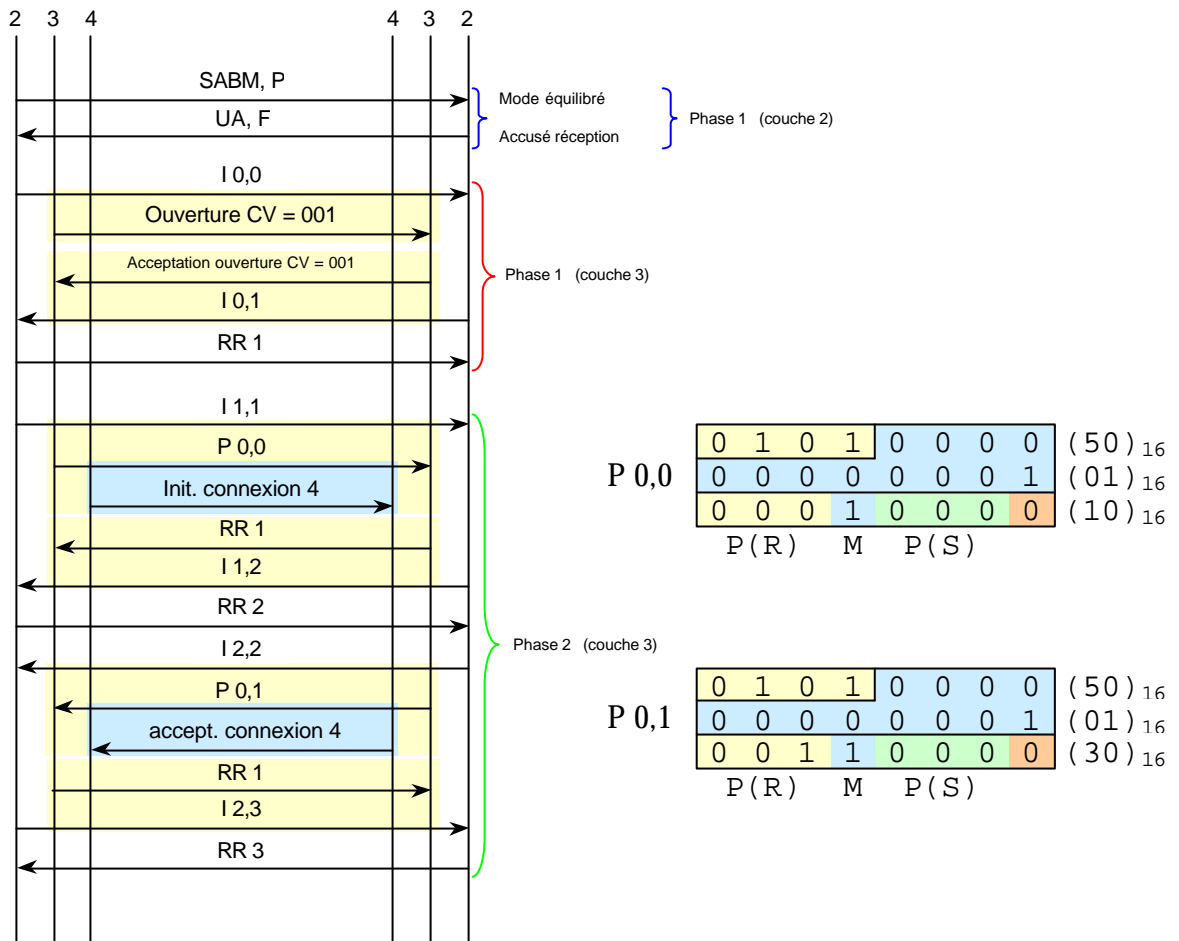 2 3 4 4 3 2
SABM, P
Mode équilibré
UA, F
Phase 1 (couche 2)
Accusé réception
I 0,0
Ouverture CV = 001
Acceptation ouverture CV = 001
Phase 1 (couche 3)
I 0,1
RR 1
I 1,1
P 0,0
Init. connexion 4
RR 1
I 1,2
RR 2
I 2,2
Phase 2 (couche 3)
P 0,1
accept. connexion 4
RR 1
I 2,3
RR 3
P 0,0
0 1 0 1 0 0 0 0 (50)16
0 0 0 0 0 0 0 1 (01)16
0 0 0 1 0 0 0 0 (10)16
P(R) M P(S)
P 0,1
0 1 0 1 0 0 0 0 (50)16
0 0 0 0 0 0 0 1 (01)16
0 0 1 1 0 0 0 0 (30)16
P(R) M P(S)